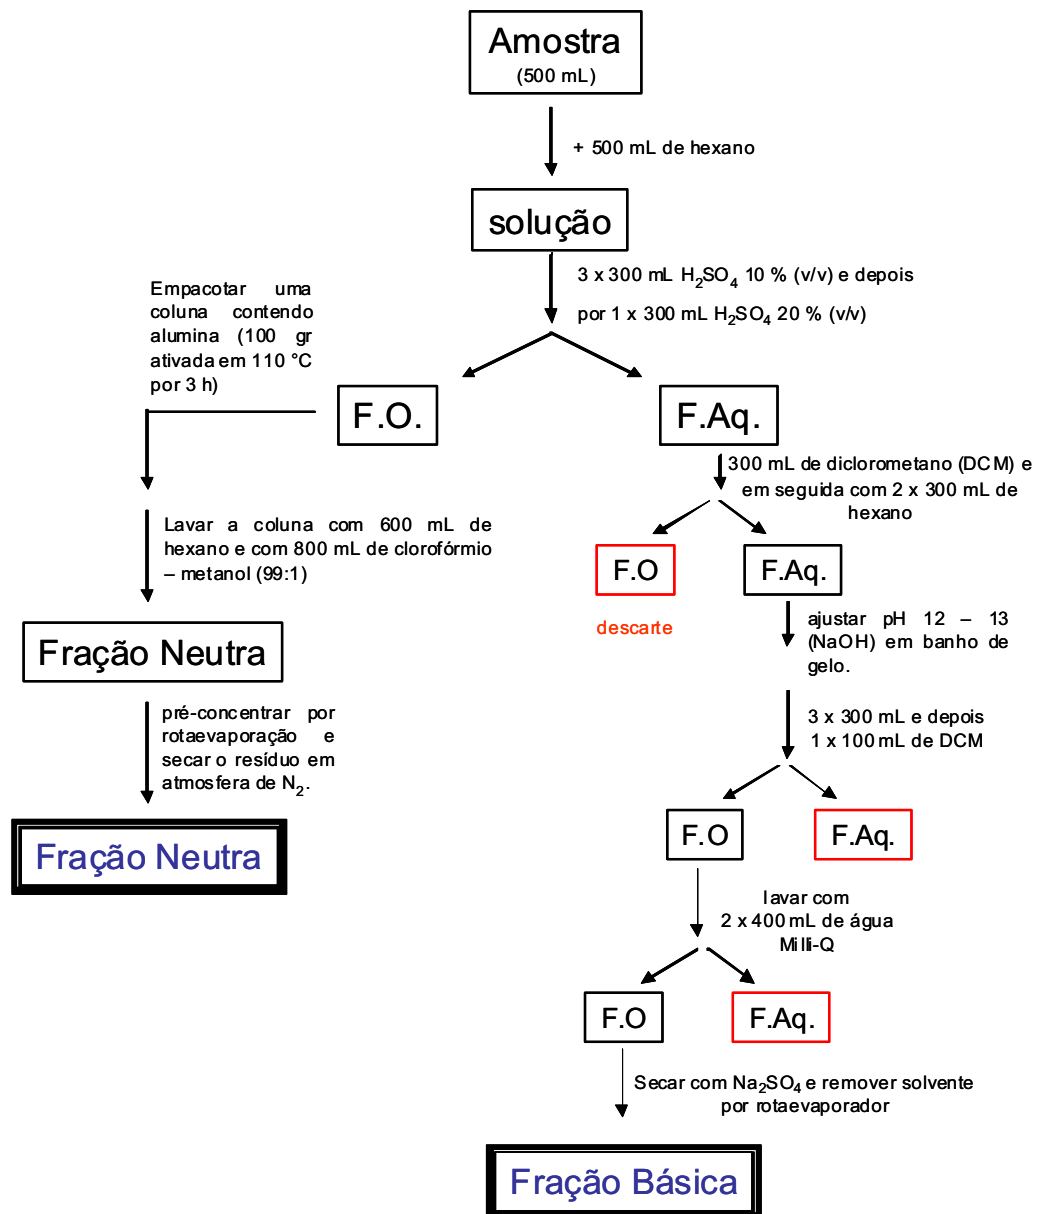 Amostra
(500 mL)
+ 500 mL de hexano
solução
3 x 300 mL H2SO4 10 % (v/v) e depois
por 1 x 300 mL H2SO4 20 % (v/v)
Empacotar uma
coluna contendo
alumina (100 gr
ativada em 110 °C
por 3 h)
F.O.
F.Aq.
300 mL de diclorometano (DCM) e
em seguida com 2 x 300 mL de
hexano
Lavar a coluna com 600 mL de
hexano e com 800 mL de clorofórmio
– metanol (99:1)
F.O
F.Aq.
descarte
ajustar pH 12 – 13
(NaOH) em banho de
gelo.
Fração Neutra
pré-concentrar por
rotaevaporação e
secar o resíduo em
atmosfera de N2.
3 x 300 mL e depois
1 x 100 mL de DCM
Fração Neutra
F.O
F.Aq.
lavar com
2 x 400 mL de água
Milli-Q
F.O
F.Aq.
Secar com Na2SO4 e remover solvente
por rotaevaporador
Fração Básica